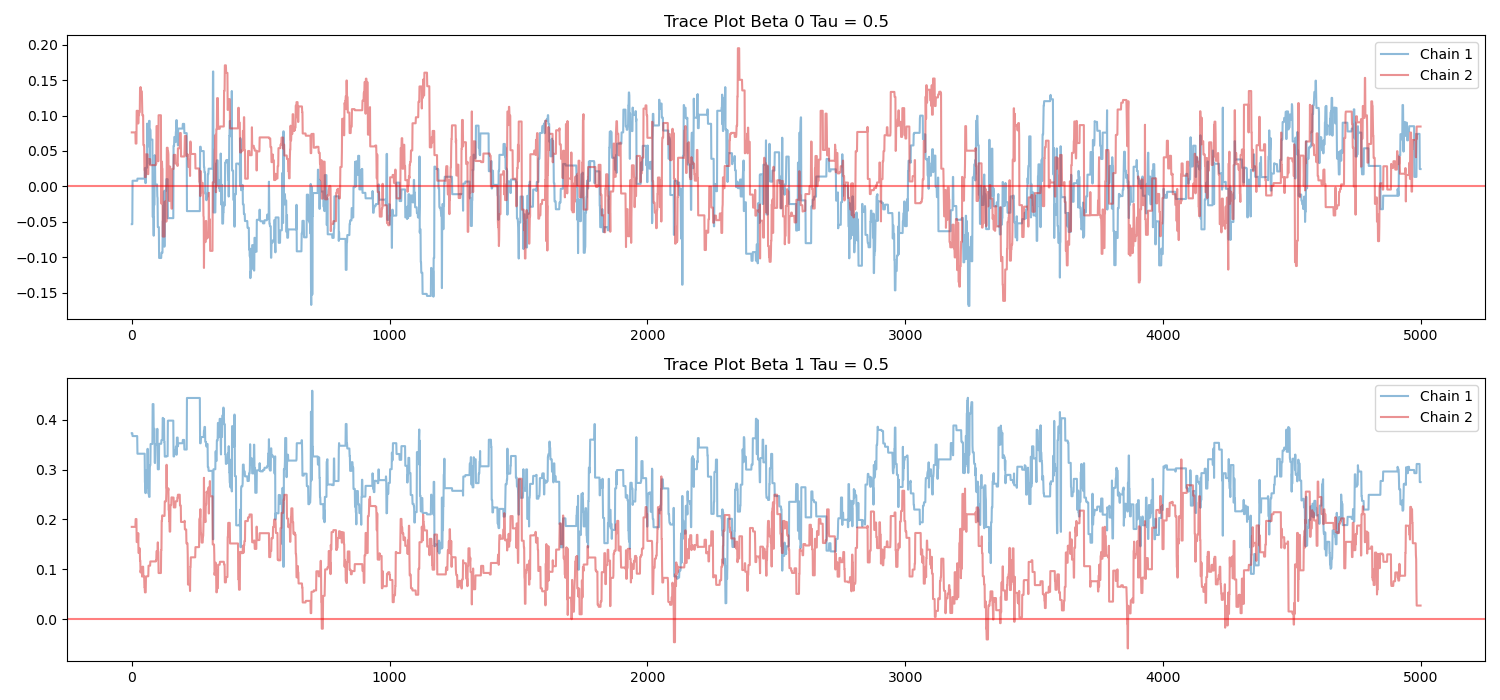 Trace Plot Beta 0 Tau = 0.5
0.20
0.15
0.10
0.05
0.00
−0.05
−0.10
−0.15
0 1000 2000 3000 4000 5000
Chain 1
Chain 2
Trace Plot Beta 1 Tau = 0.5
0.4
0.3
0.2
0.1
0.0
0 1000 2000 3000 4000 5000
Chain 1
Chain 2